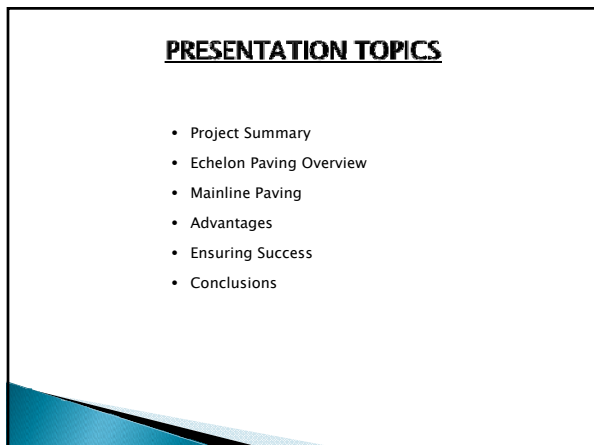 PRESENTATION TOPICS
• Project Summary
• Echelon Paving Overview
• Mainline Paving
• Advantages
• Ensuring Success
• Conclusions